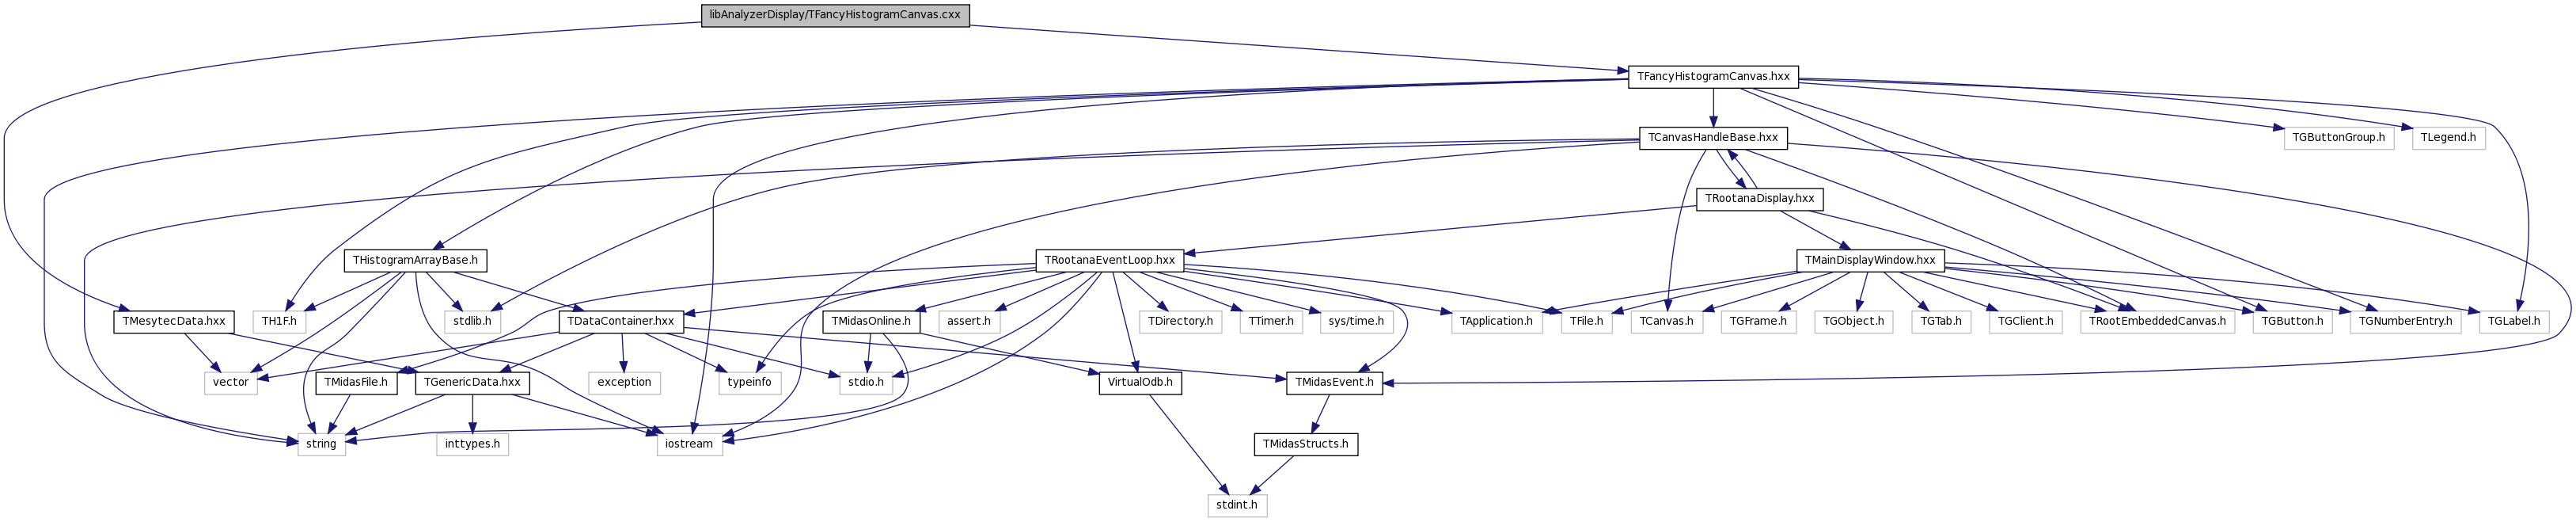 libAnalyzerDisplay/TFancyHistogramCanvas.cxx
TFancyHistogramCanvas.hxx
TCanvasHandleBase.hxx
TGButtonGroup.h
TLegend.h
TRootanaDisplay.hxx
THistogramArrayBase.h
TRootanaEventLoop.hxx
TMainDisplayWindow.hxx
TMesytecData.hxx
TH1F.h
stdlib.h
TDataContainer.hxx
TMidasOnline.h
assert.h
TDirectory.h
TTimer.h
sys/time.h
TApplication.h
TFile.h
TCanvas.h
TGFrame.h
TGObject.h
TGTab.h
TGClient.h
TRootEmbeddedCanvas.h
TGButton.h
TGNumberEntry.h
TGLabel.h
vector
TMidasFile.h
TGenericData.hxx
exception
typeinfo
stdio.h
VirtualOdb.h
TMidasEvent.h
string
inttypes.h
iostream
TMidasStructs.h
stdint.h